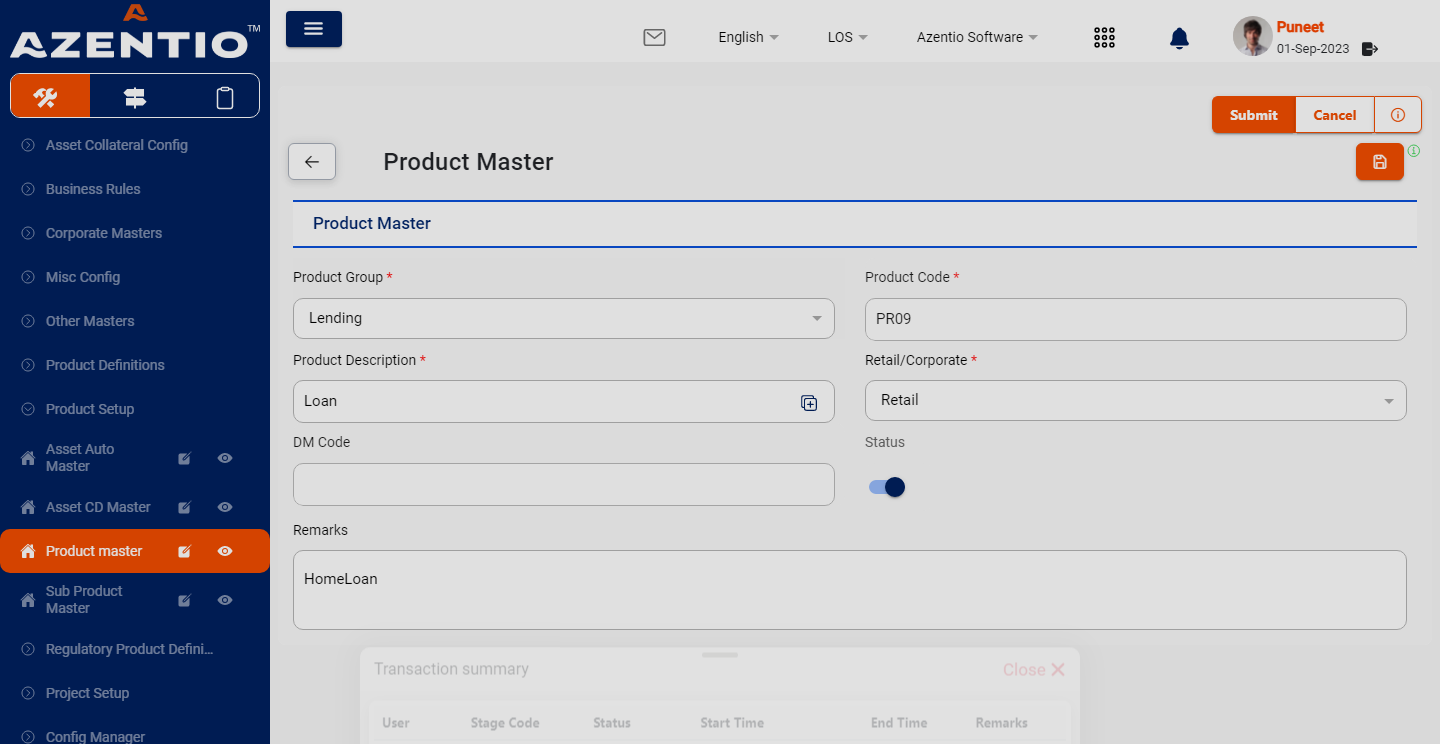 AZENTIO™
English
LOS
Azentio Software
Puneet
01-Sep-2023
Asset Collateral Config
Business Rules
Corporate Masters
Misc Config
Other Masters
Product Definitions
Product Setup
Asset Auto
Master
Asset CD Master
Product master
Sub Product
Master
Regulatory Product Defini...
Project Setup
Config Manager
Submit
Cancel
Product Master
Product Master
Product Group *
Lending
Product Code *
PR09
Product Description *
Loan
Retail/Corporate *
Retail
DM Code
Status
Remarks
HomeLoan
Transaction summary
Close
User Stage Code Status Start Time End Time Remarks